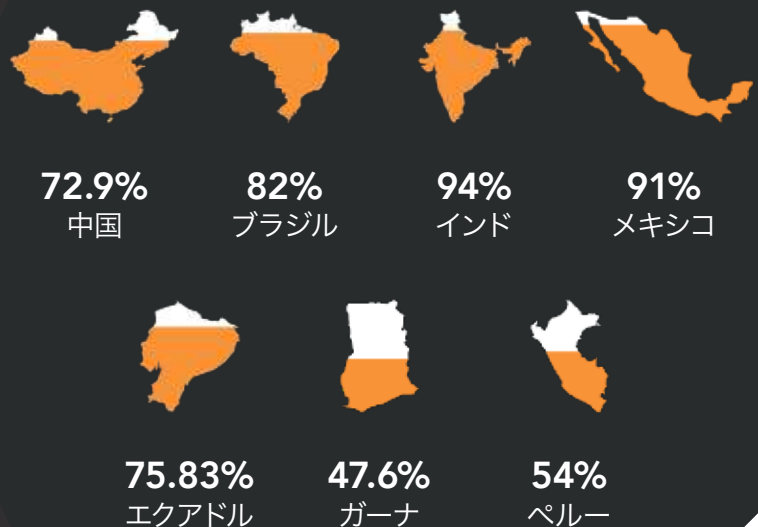 72.9% 82% 94% 91%
中国 ブラジル インド メキシコ
75.83% 47.6% 54%
エクアドル ガーナ ペルー